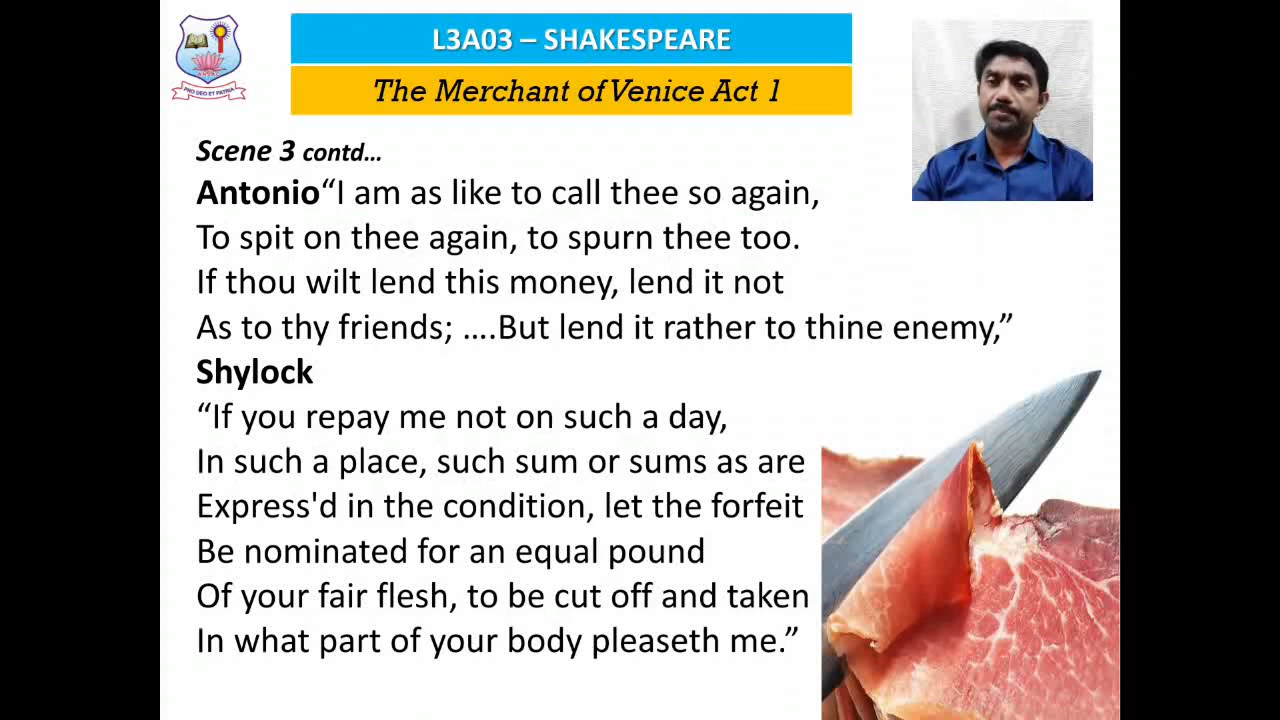 L3A03 – SHAKESPEARE
The Merchant of Venice Act 1
PRO DEO ET PATRIA
Scene 3 contd…
Antonio“I am as like to call thee so again,
To spit on thee again, to spurn thee too.
If thou wilt lend this money, lend it not
As to thy friends; ….But lend it rather to thine enemy,”
Shylock
“If you repay me not on such a day,
In such a place, such sum or sums as are
Express'd in the condition, let the forfeit
Be nominated for an equal pound
Of your fair flesh, to be cut off and taken
In what part of your body pleaseth me.”